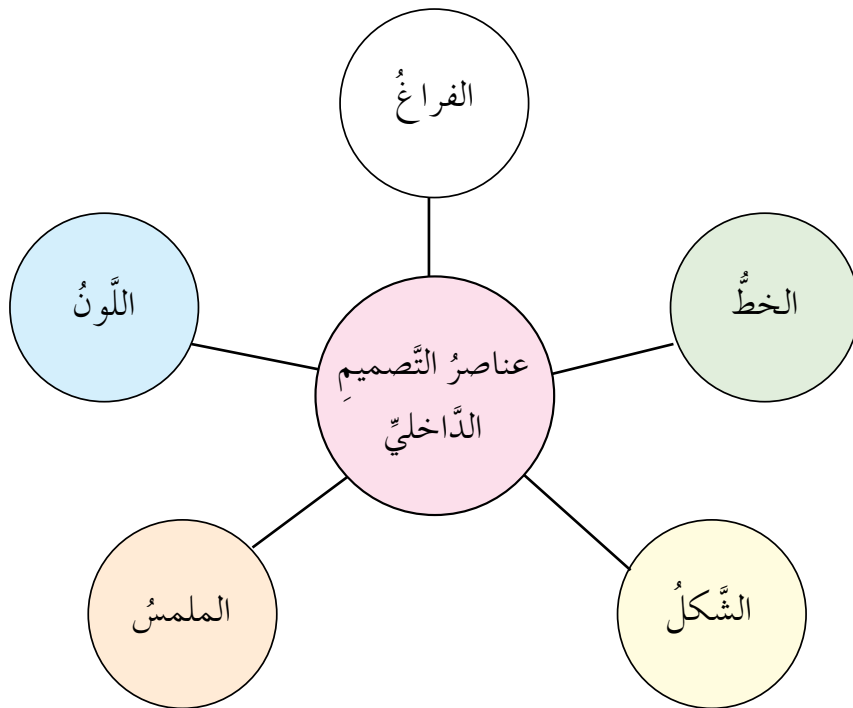 الفراغُ
الخطُّ
اللَّونُ
عناصرُ التَّصميمِ
الدَّاخليِّ
الشَّكلُ
الملمسُ